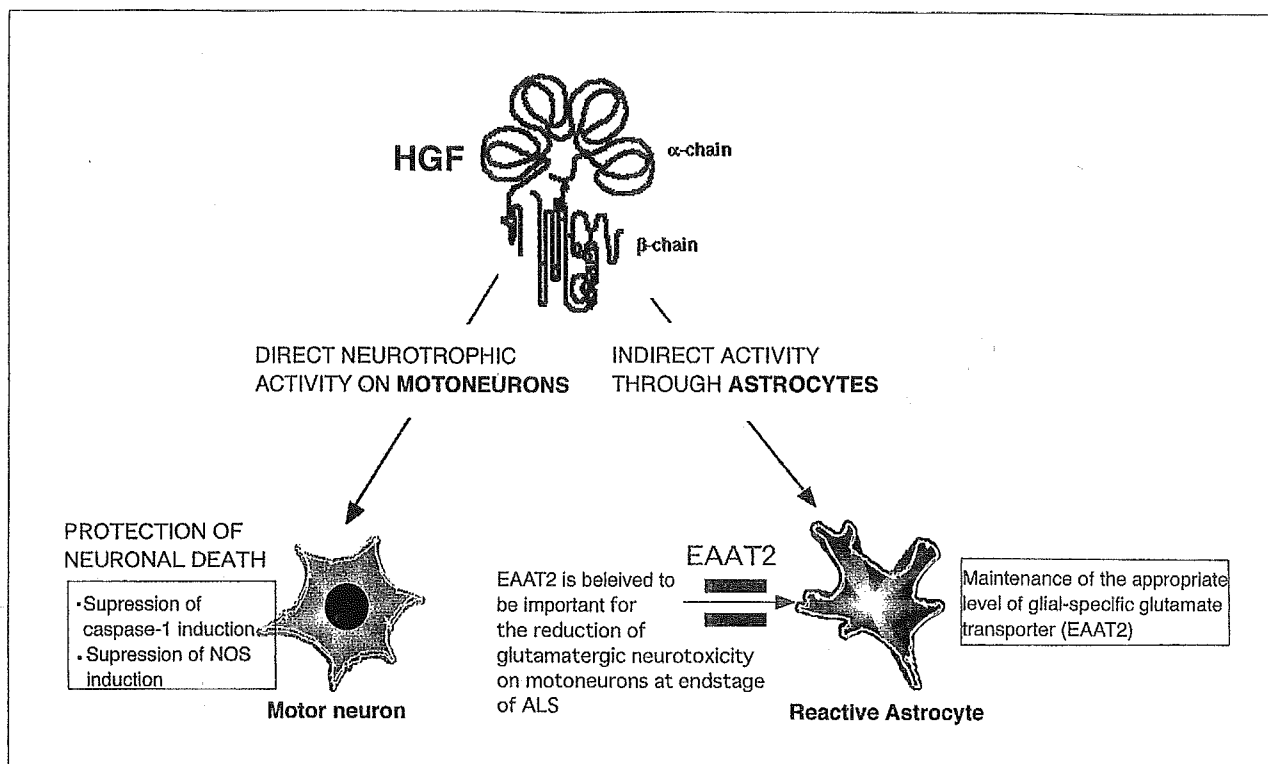 HGF
α-chain
β-chain
DIRECT NEUROTROPHIC
ACTIVITY ON MOTONEURONS
INDIRECT ACTIVITY
THROUGH ASTROCYTES
PROTECTION OF
NEURONAL DEATH
•Supression of
caspase-1 induction
•Supression of NOS
induction
Motor neuron
EAAT2 is beleived to
be important for
the reduction of
glutamatergic neurotoxicity
on motoneurons at endstage
of ALS
EAAT2
Reactive Astrocyte
Maintenance of the appropriate
level of glial-specific glutamate
transporter (EAAT2)